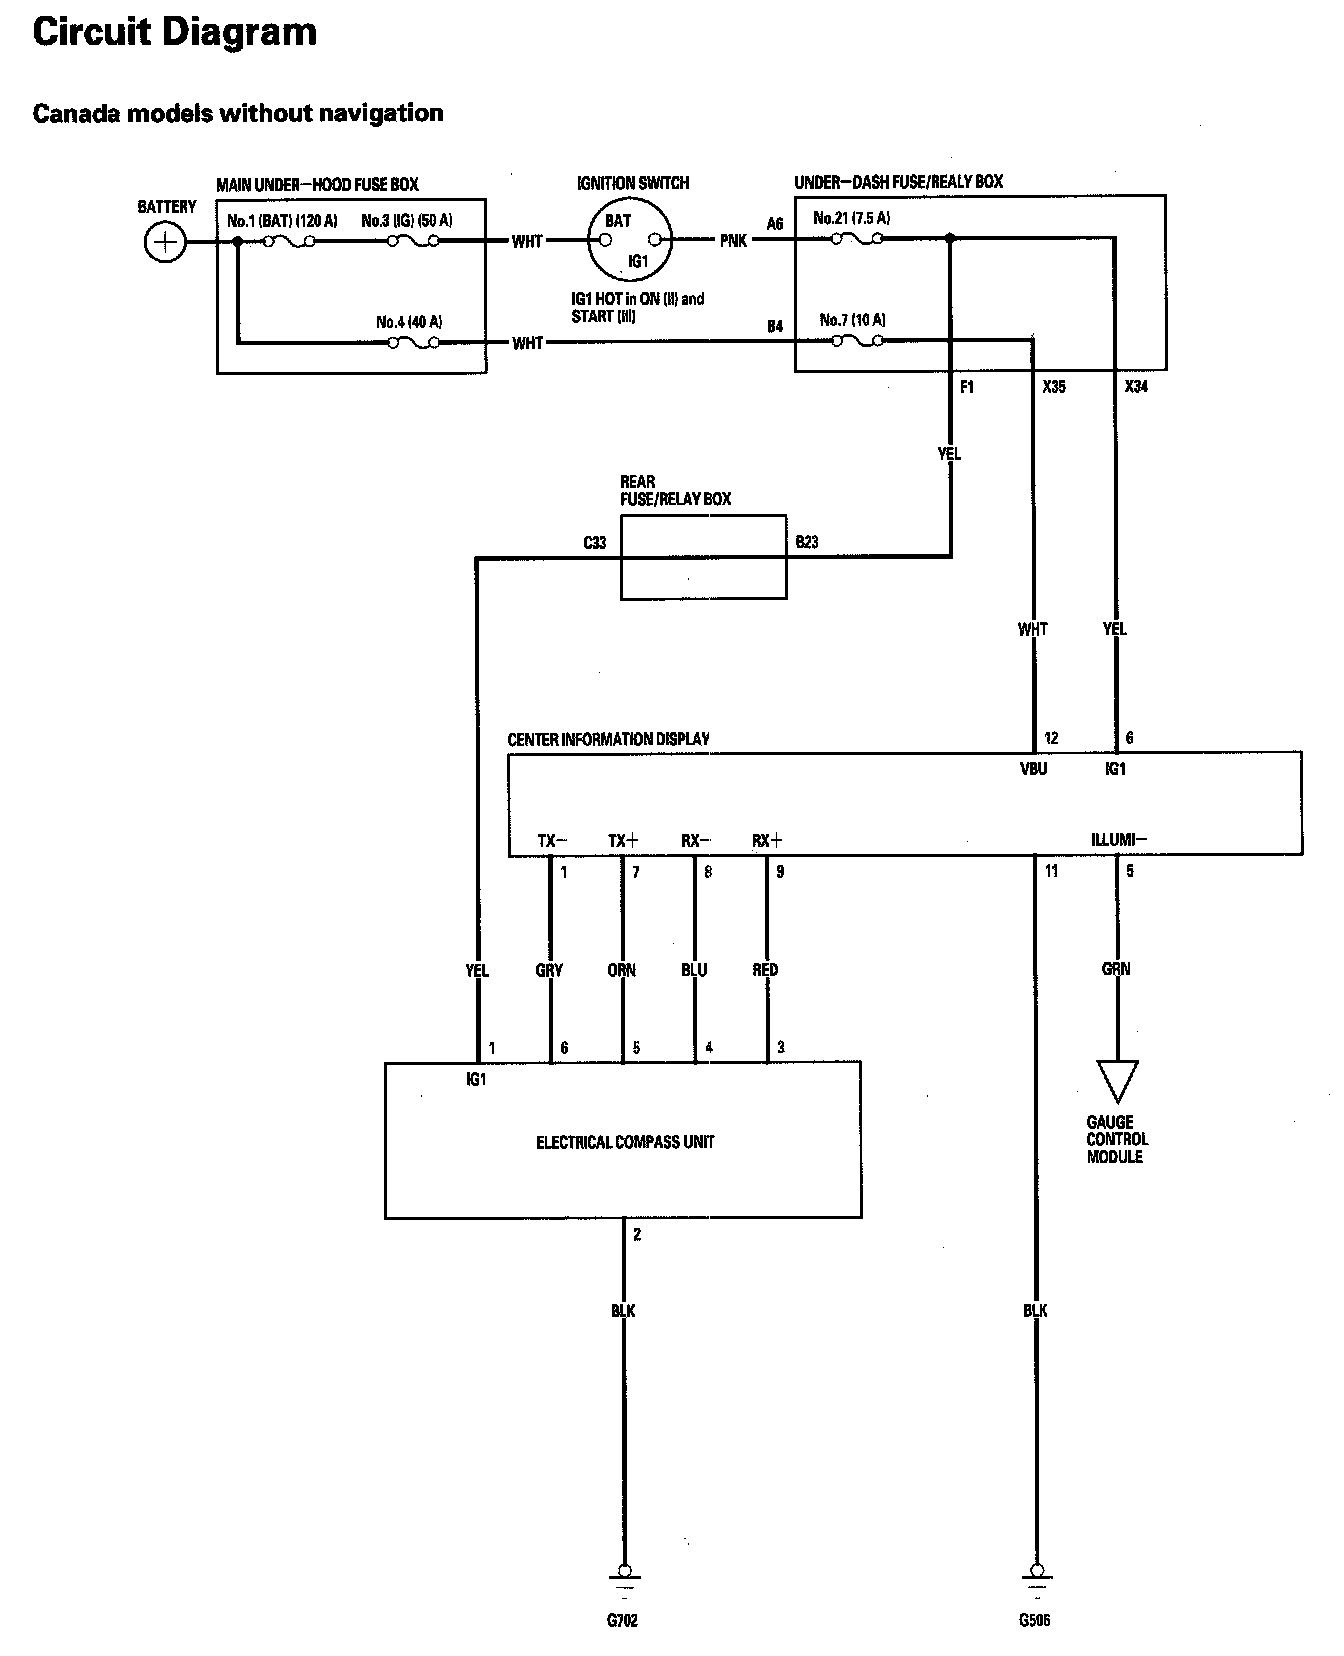 Circuit Diagram
Canada models without navigation
MAIN UNDER-HOOD FUSE BOX
IGNITION SWITCH
UNDER-DASH FUSE/REALY BOX
BATTERY
No.1 (BAT) (120 A)
No.3 (IG) (50 A)
BAT
A6
No.21 (7.5 A)
WHT
PNK
IG1
IG1 HOT in ON (II) and
START (III)
No.4 (40 A)
B4
No.7 (10 A)
WHT
F1
X35
X34
YEL
REAR
FUSE/RELAY BOX
C33
B23
WHT
YEL
CENTER INFORMATION DISPLAY
12
6
VBU
IG1
TX-
TX+
RX-
RX+
ILLUMI-
1
7
8
9
11
5
YEL
GRY
ORN
BLU
RED
GRN
1
6
5
4
3
IG1
GAUGE
CONTROL
MODULE
ELECTRICAL COMPASS UNIT
2
BLK
BLK
G702
G506